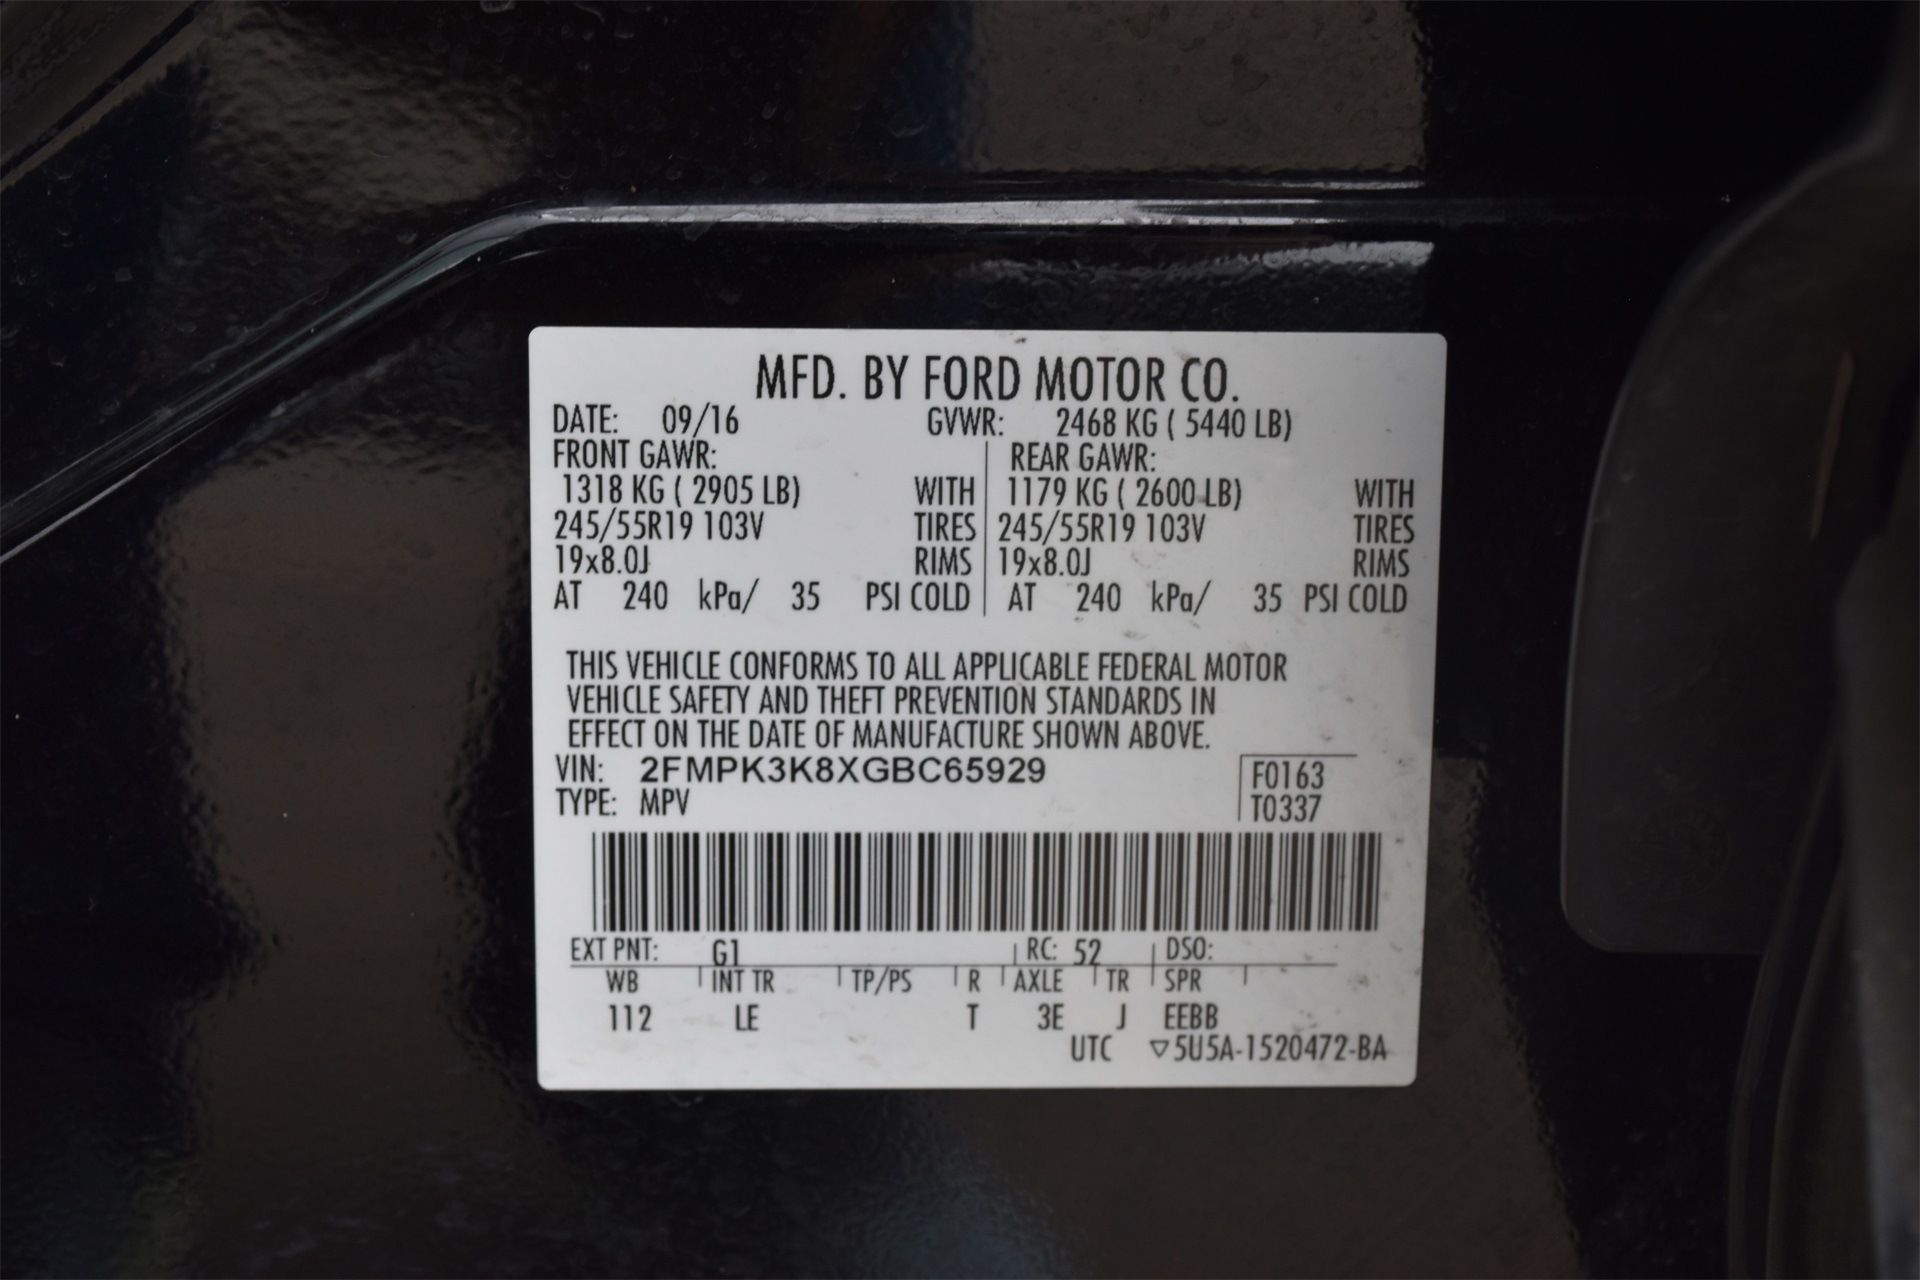 MFD. BY FORD MOTOR CO.
DATE: 09/16 GVWR: 2468 KG ( 5440 LB)
FRONT GAWR: REAR GAWR:
1318 KG ( 2905 LB) WITH 1179 KG ( 2600 LB) WITH
245/55R19 103V TIRES 245/55R19 103V TIRES
19x8.0J RIMS 19x8.0J RIMS
AT 240 kPa/ 35 PSI COLD AT 240 kPa/ 35 PSI COLD
THIS VEHICLE CONFORMS TO ALL APPLICABLE FEDERAL MOTOR
VEHICLE SAFETY AND THEFT PREVENTION STANDARDS IN
EFFECT ON THE DATE OF MANUFACTURE SHOWN ABOVE.
VIN: 2FMPK3K8XGBC65929 F0163
TYPE: MPV T0337
EXT PNT: G1 RC: 52 DSO:
WB INT TR TP/PS R AXLE TR SPR
112 LE T 3E J EEBB
UTC ▽5U5A-1520472-BA